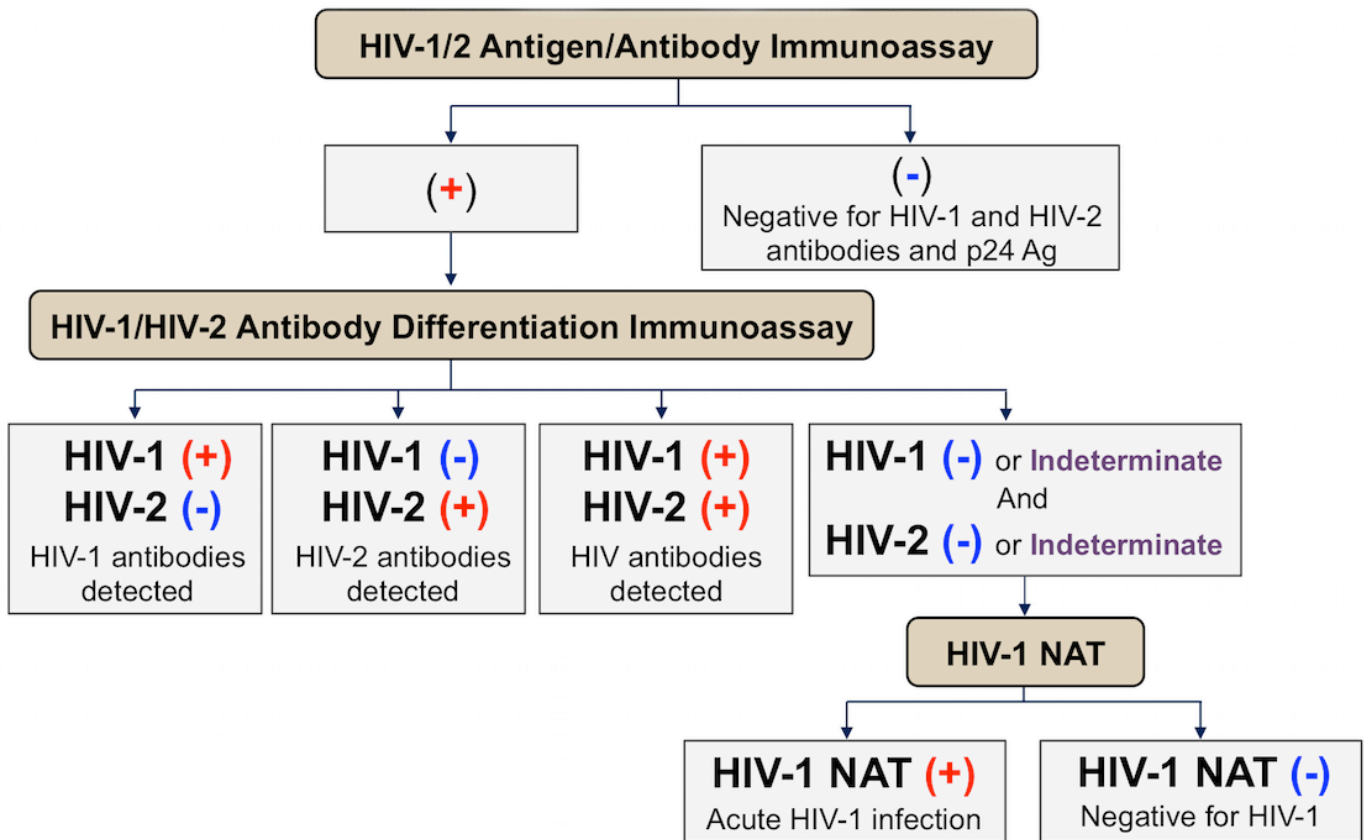 HIV-1/2 Antigen/Antibody Immunoassay
(+)
(-)
Negative for HIV-1 and HIV-2
antibodies and p24 Ag
HIV-1/HIV-2 Antibody Differentiation Immunoassay
HIV-1 (+)
HIV-2 (-)
HIV-1 antibodies
detected
HIV-1 (-)
HIV-2 (+)
HIV-2 antibodies
detected
HIV-1 (+)
HIV-2 (+)
HIV antibodies
detected
HIV-1 (-) or Indeterminate
And
HIV-2 (-) or Indeterminate
HIV-1 NAT
HIV-1 NAT (+)
Acute HIV-1 infection
HIV-1 NAT (-)
Negative for HIV-1